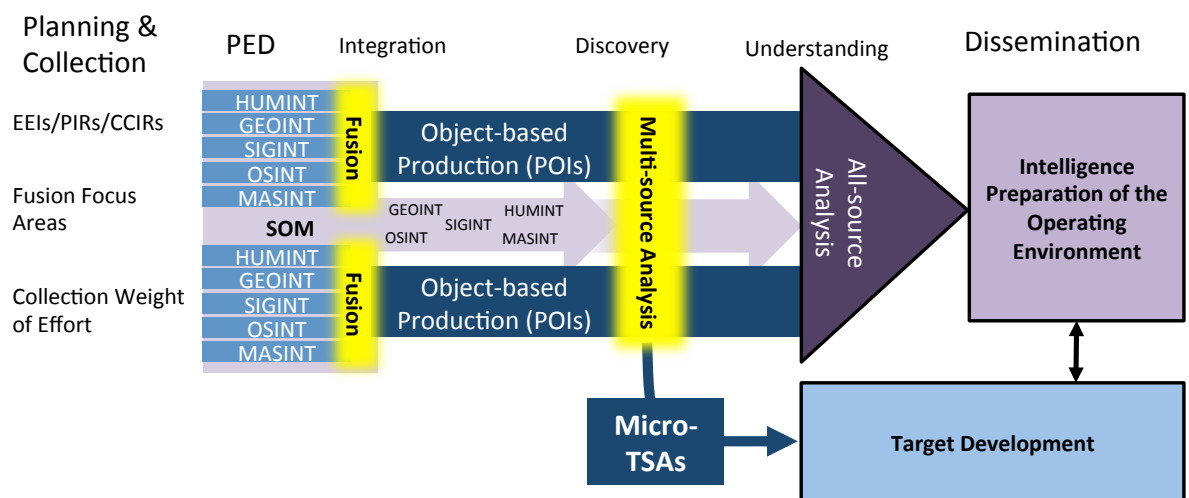 Planning &
Collection
PED
Integration
Discovery
Understanding
Dissemination
EEIs/PIRs/CCIRs
Fusion Focus
Areas
Collection Weight
of Effort
HUMINT
GEOINT
SIGINT
OSINT
MASINT
Fusion
SOM
HUMINT
GEOINT
SIGINT
OSINT
MASINT
Fusion
Object-based
Production (POIs)
GEOINT
HUMINT
SIGINT
OSINT
MASINT
Object-based
Production (POIs)
Multi-source Analysis
All-source
Analysis
Intelligence
Preparation of the
Operating
Environment
Micro-
TSAs
Target Development